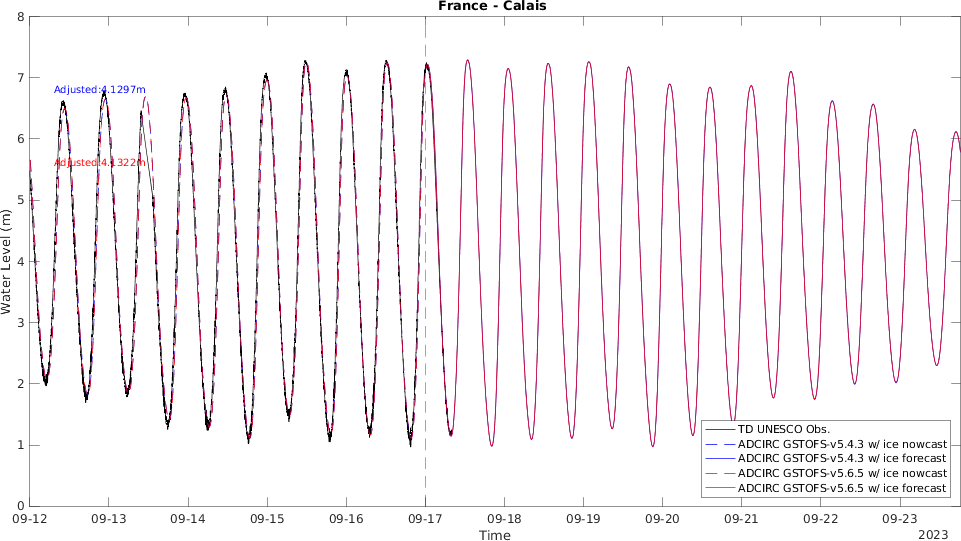 France - Calais
Water Level (m)
8
7
6
5
4
3
2
1
0
Adjusted:4.1297m
Adjusted:4.1322m
TD UNESCO Obs.
ADCIRC GSTOFS-v5.4.3 w/ ice nowcast
ADCIRC GSTOFS-v5.4.3 w/ ice forecast
ADCIRC GSTOFS-v5.6.5 w/ ice nowcast
ADCIRC GSTOFS-v5.6.5 w/ ice forecast
09-12 09-13 09-14 09-15 09-16 09-17 09-18 09-19 09-20 09-21 09-22 09-23
Time
2023